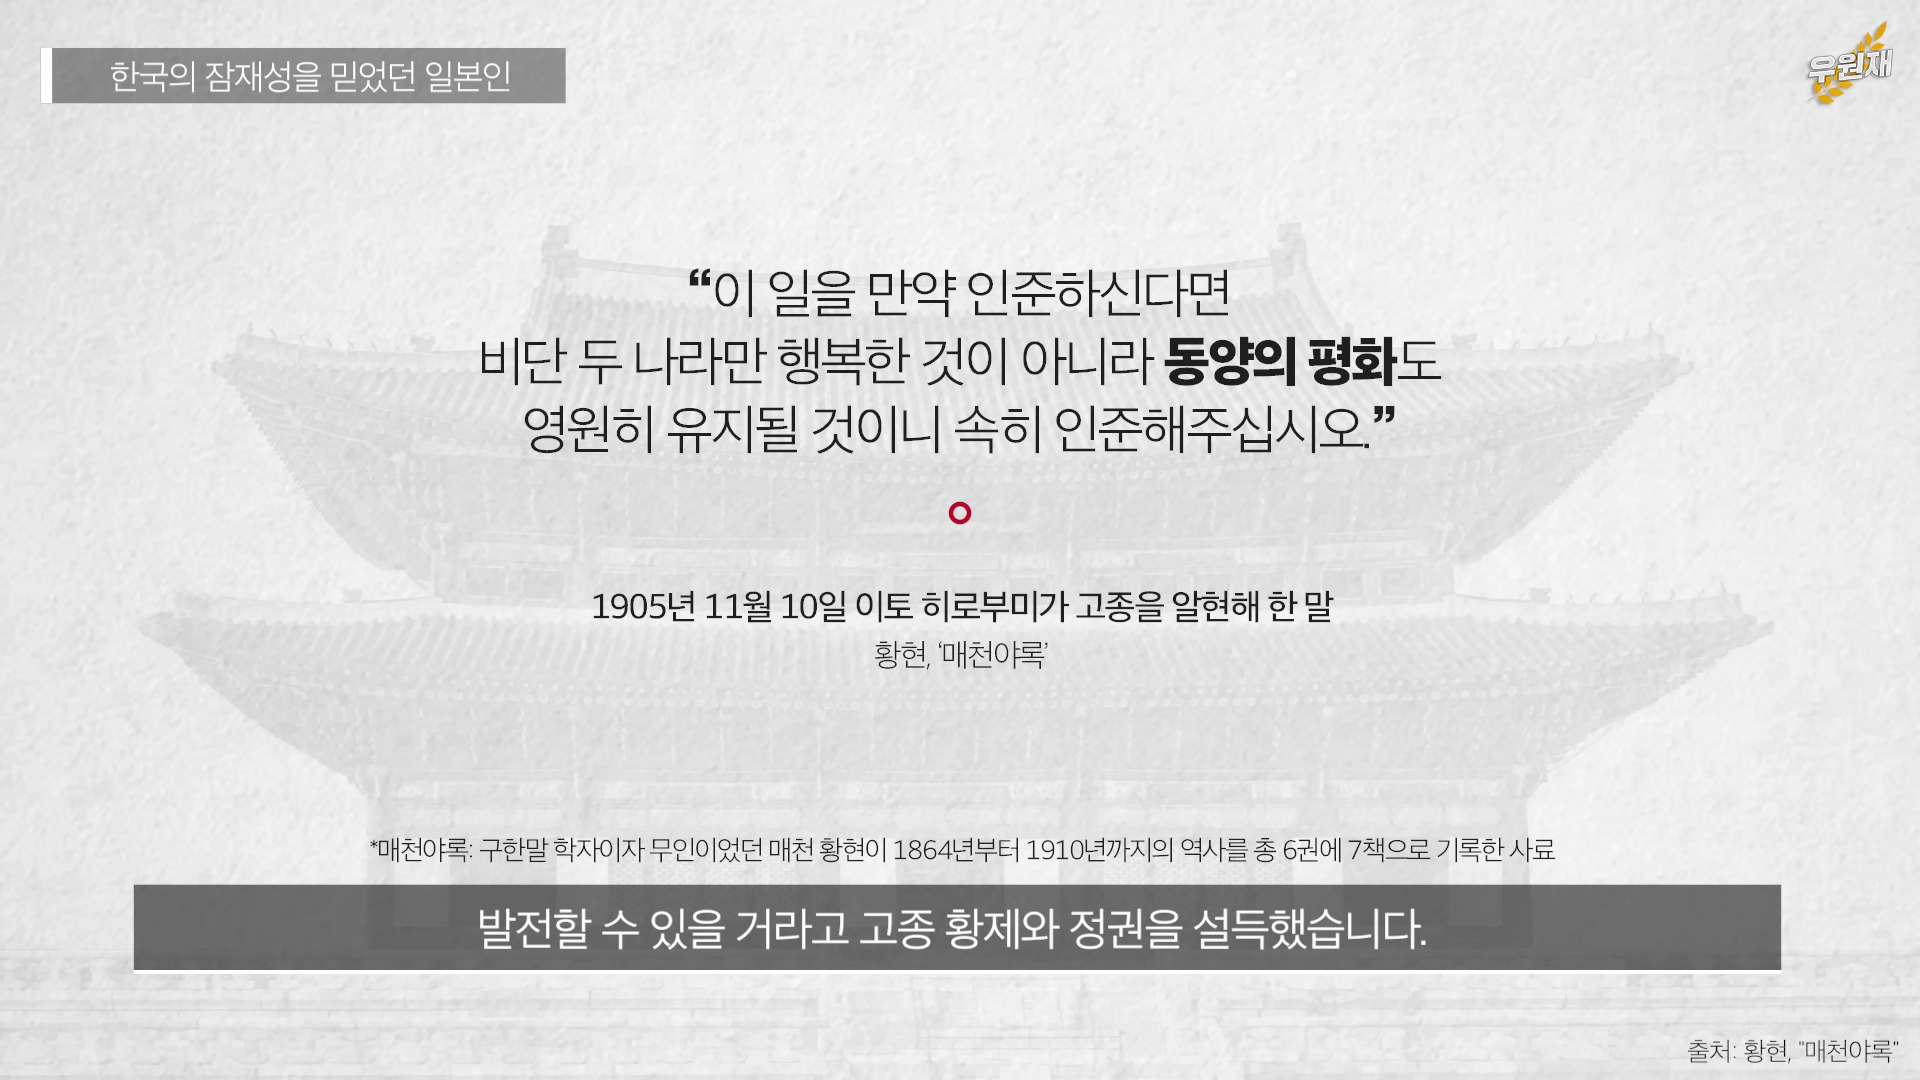 한국의 잠재성을 믿었던 일본인
우원재
“이 일을 만약 인준하신다면
비단 두 나라만 행복한 것이 아니라 동양의 평화도
영원히 유지될 것이니 속히 인준해주십시오.”
1905년 11월 10일 이토 히로부미가 고종을 알현해 한 말
황현, ‘매천야록’
*매천야록: 구한말 학자이자 무인이었던 매천 황현이 1864년부터 1910년까지의 역사를 총 6권에 7책으로 기록한 사료
발전할 수 있을 거라고 고종 황제와 정권을 설득했습니다.
출처: 황현, "매천야록"